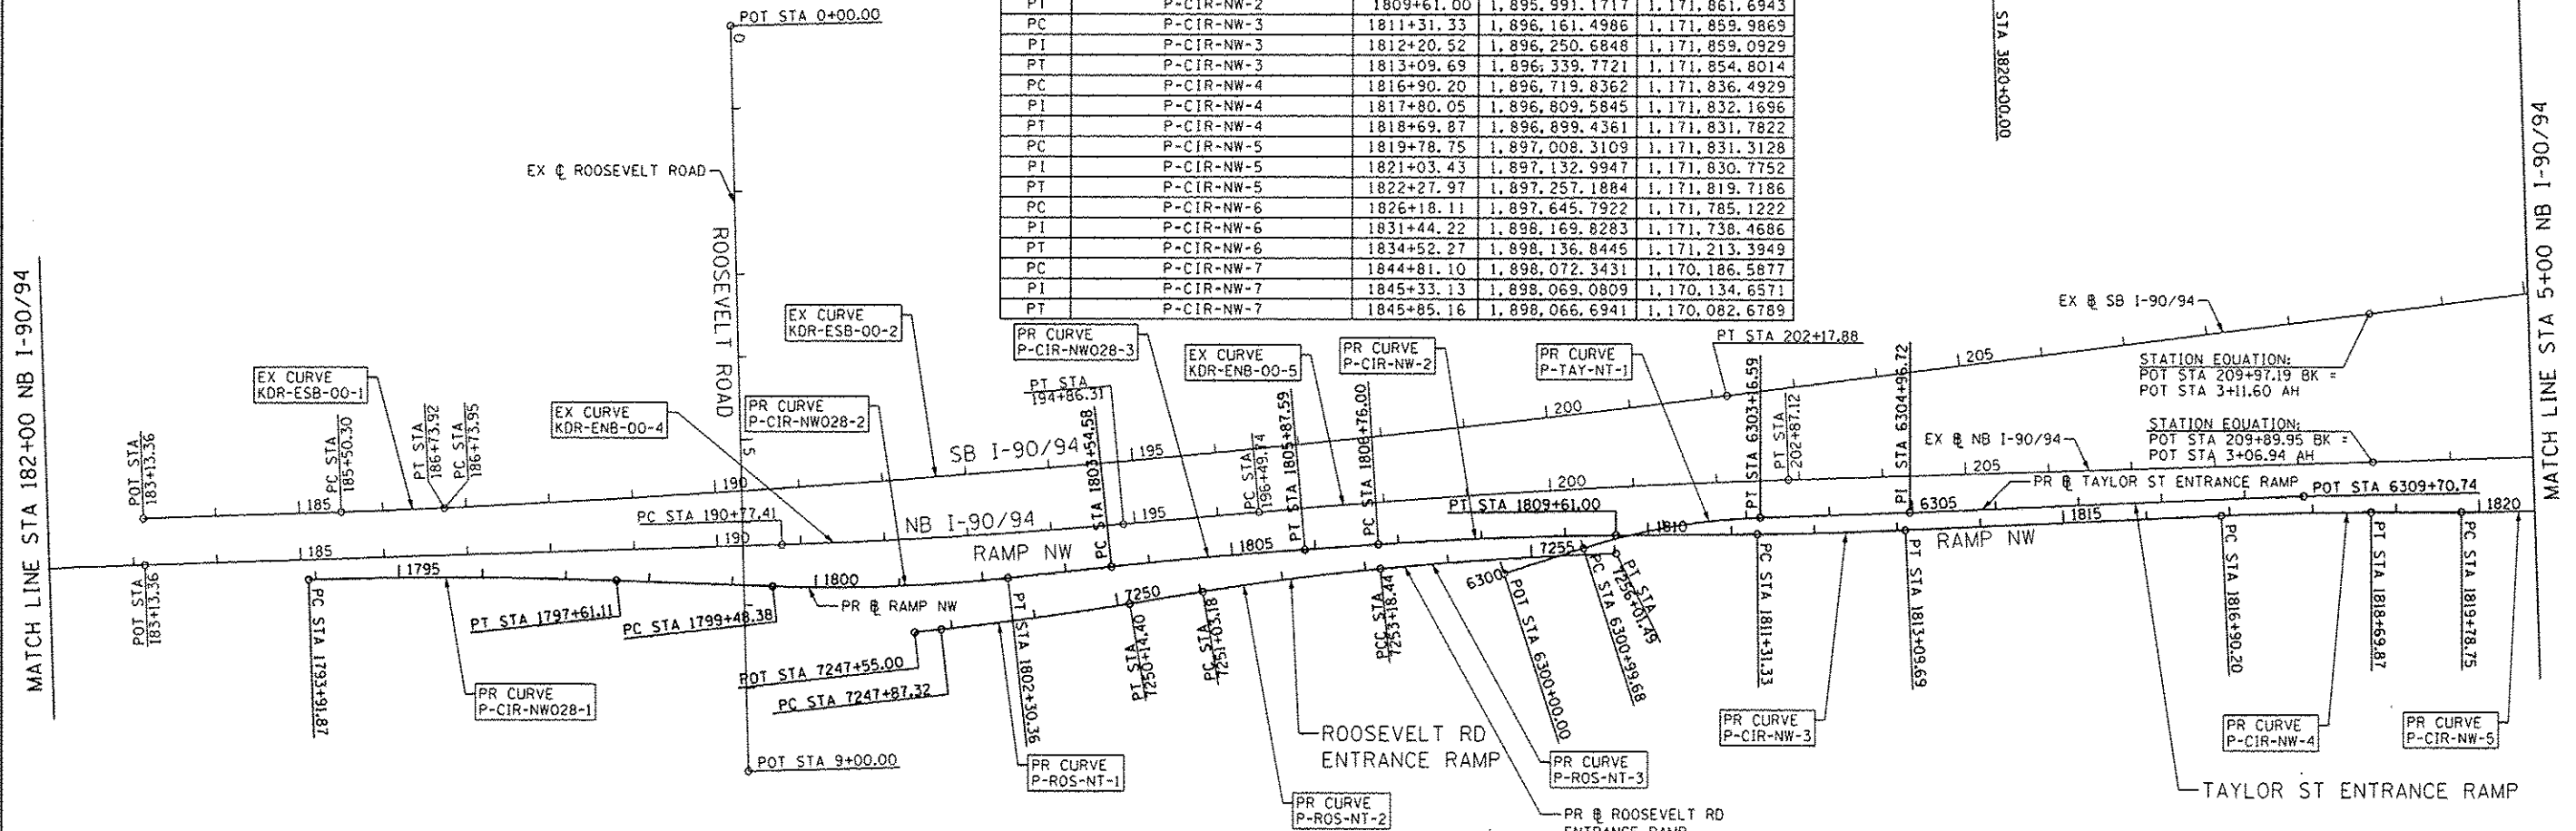 POT STA 0+00.00
0
PT P-CIR-NW-2 1809+61.00 1,895,991.1717 1,171,861.6943
PC P-CIR-NW-3 1811+31.33 1,896,161.4986 1,171,859.9869
PI P-CIR-NW-3 1812+20.52 1,896,250.6848 1,171,859.0929
PT P-CIR-NW-3 1813+09.69 1,896,339.7721 1,171,854.8014
PC P-CIR-NW-4 1816+90.20 1,896,719.8362 1,171,836.4929
PI P-CIR-NW-4 1817+80.05 1,896,809.5845 1,171,832.1696
PT P-CIR-NW-4 1818+69.87 1,896,899.4361 1,171,831.7822
PC P-CIR-NW-5 1819+78.75 1,897,008.3109 1,171,831.3128
PI P-CIR-NW-5 1821+03.43 1,897,132.9947 1,171,830.7752
PT P-CIR-NW-5 1822+27.97 1,897,257.1884 1,171,819.7186
PC P-CIR-NW-6 1826+18.11 1,897,645.7922 1,171,785.1222
PI P-CIR-NW-6 1831+44.22 1,898,169.8283 1,171,738.4686
PT P-CIR-NW-6 1834+52.27 1,898,136.8445 1,171,213.3949
PC P-CIR-NW-7 1844+81.10 1,898,072.3431 1,170,186.5877
PI P-CIR-NW-7 1845+33.13 1,898,069.0809 1,170,134.6571
PT P-CIR-NW-7 1845+85.16 1,898,066.6941 1,170,082.6789
STA 3820+00.00
EX ℄ ROOSEVELT ROAD
ROOSEVELT ROAD
MATCH LINE STA 182+00 NB I-90/94
MATCH LINE STA 5+00 NB I-90/94
EX CURVE
KDR-ESB-00-1
EX CURVE
KDR-ENB-00-4
EX CURVE
KDR-ESB-00-2
PR CURVE
P-CIR-NW028-2
PR CURVE
P-CIR-NW028-3
EX CURVE
KDR-ENB-00-5
PR CURVE
P-CIR-NW-2
PR CURVE
P-TAY-NT-1
PT STA 202+17.88
EX ⅊ SB I-90/94
STATION EQUATION:
POT STA 209+97.19 BK =
POT STA 3+11.60 AH
STATION EQUATION:
POT STA 209+89.95 BK =
POT STA 3+06.94 AH
EX ⅊ NB I-90/94
PR ⅊ TAYLOR ST ENTRANCE RAMP
POT STA 6309+70.74
POT STA
183+13.36
PC STA
185+50.30
PT STA
186+73.92
PC STA
186+73.95
PT STA
194+86.31
PC STA 1803+54.58
PC STA
196+49.74
PT STA 1805+87.59
PC STA 1808+76.00
PT STA 6303+16.59
PT STA
202+87.12
PI STA 6304+96.72
185
190
5
SB I-90/94
195
200
205
185
PC STA 190+77.41
190
NB I-90/94
195
200
205
PT STA 1809+61.00
RAMP NW
1795
1800
1805
1810
1815
1820
6305
RAMP NW
POT STA
183+13.36
PC STA 1793+91.87
PT STA 1797+61.11
PC STA 1799+48.38
PR ⅊ RAMP NW
POT STA 7247+55.00
PC STA 7247+87.32
PT STA 1802+30.36
7250
7255
6300
PT STA
7250+14.40
PC STA
7251+03.18
PCC STA
7253+18.44
POT STA 6300+00.00
PC STA 6300+99.68
PT STA
7256+01.49
PC STA 1811+31.33
PT STA 1813+09.69
PC STA 1816+90.20
PT STA 1818+69.87
PC STA 1819+78.75
PR CURVE
P-CIR-NW028-1
POT STA 9+00.00
PR CURVE
P-ROS-NT-1
ROOSEVELT RD
ENTRANCE RAMP
PR CURVE
P-ROS-NT-2
PR CURVE
P-ROS-NT-3
PR ⅊ ROOSEVELT RD
ENTRANCE RAMP
PR CURVE
P-CIR-NW-3
PR CURVE
P-CIR-NW-4
PR CURVE
P-CIR-NW-5
TAYLOR ST ENTRANCE RAMP